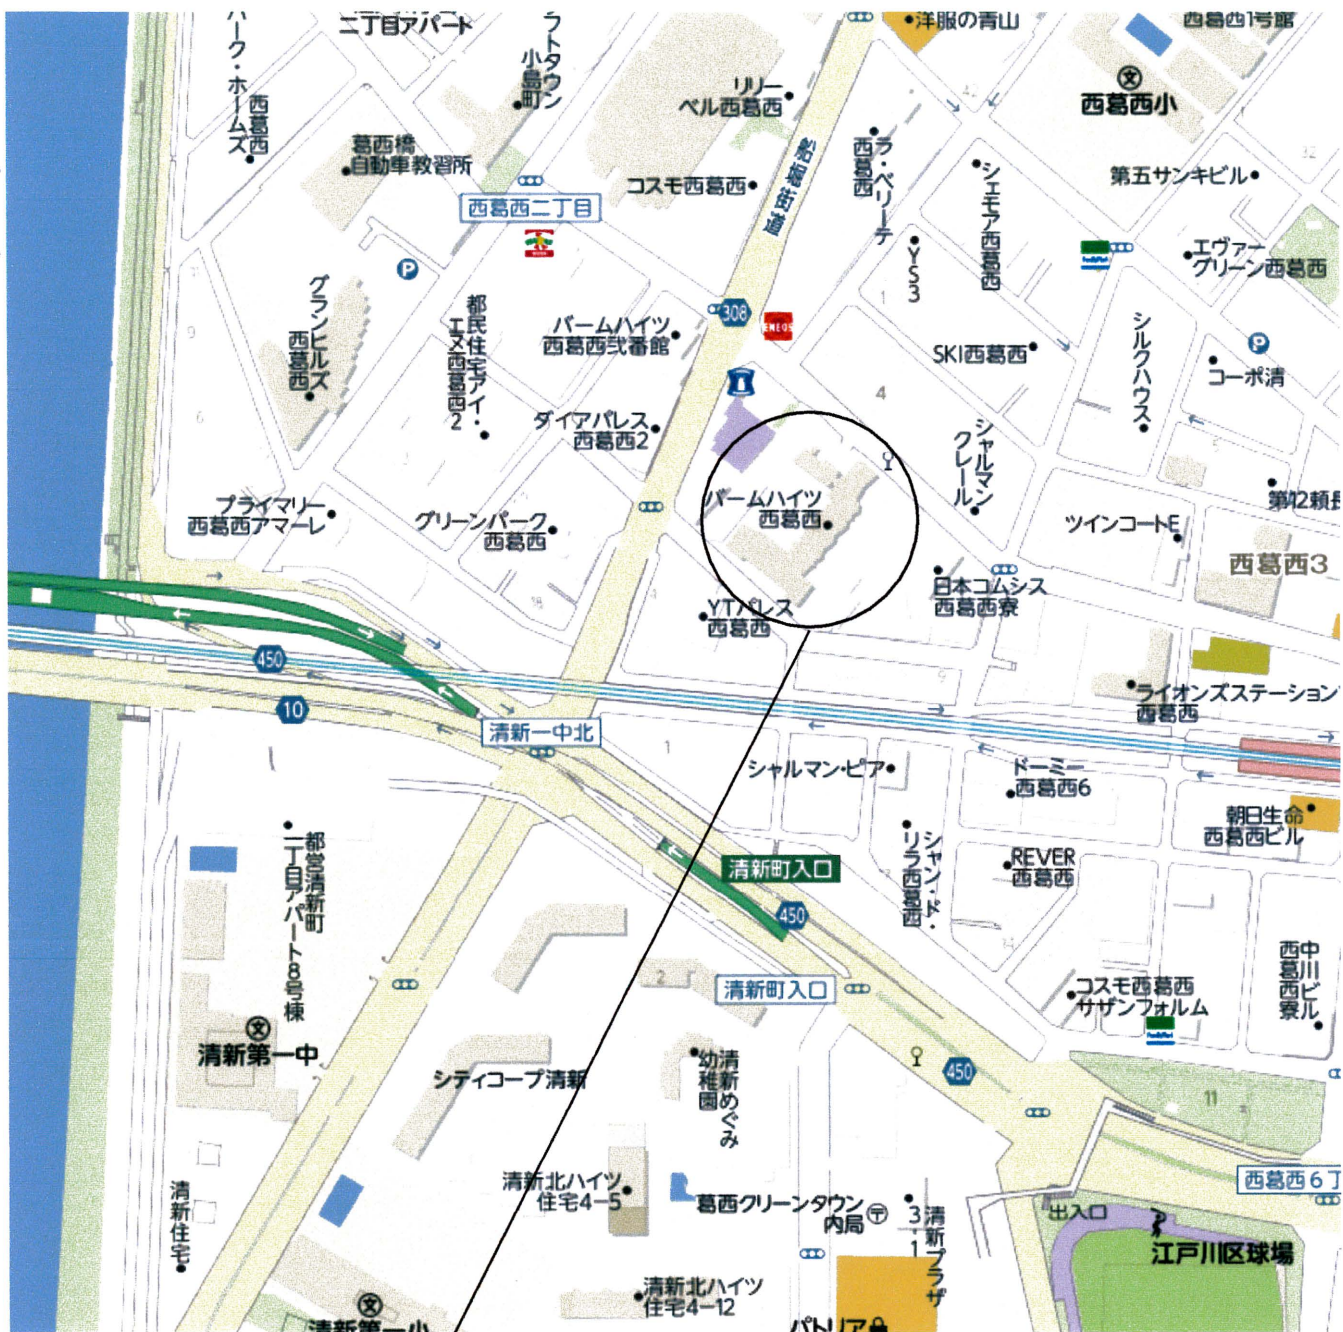 二丁目アパート
パーク・ホームズ
西葛西
フトタウン
小島町
洋服の青山
西葛西1号館
西葛西小
リリー
ベル西葛西
葛西橋
自動車教習所
コスモ西葛西
ラ・ベリーテ
西葛西
シェモア西葛西
第五サンキビル
西葛西二丁目
YS3
エヴァー
グリーン西葛西
グランヒルズ
西葛西
都民住宅アイ・
エヌ西葛西2
パームハイツ
西葛西弐番館
308
ENEOS
SKI西葛西
シルクハウス
コーポ清
4
ダイアパレス
西葛西2
シャルマン
クレール
プライマリー
西葛西アマーレ
グリーンパーク
西葛西
パームハイツ
西葛西
ツインコートE
西葛西3
日本コムシス
西葛西寮
YTパレス
西葛西
450
10
清新一中北
ライオンズステーション
西葛西
1
シャルマン・ピア
ドーミー
西葛西6
朝日生命
西葛西ビル
都営清新町
二丁目アパート8号棟
清新町入口
シャン・ド・
リラ西葛西
REVER
西葛西
450
2
清新町入口
コスモ西葛西
サザンフォルム
中川ビル
西葛西寮
清新第一中
シティコープ清新
清新めぐみ
幼稚園
450
11
清新住宅
清新北ハイツ
住宅4-5
葛西クリーンタウン
内局
清新プラザ
3-1
西葛西6丁
出入口
江戸川区球場
清新北ハイツ
住宅4-12
清新第一小
パトリア